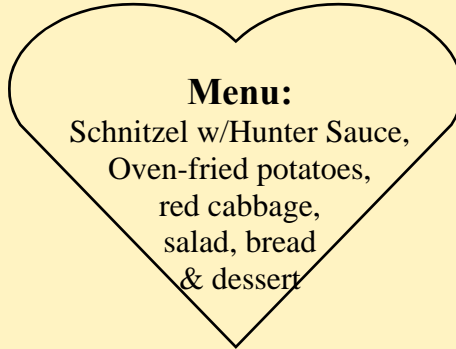 Menu:
Schnitzel w/Hunter Sauce,
Oven-fried potatoes,
red cabbage,
salad, bread
& dessert